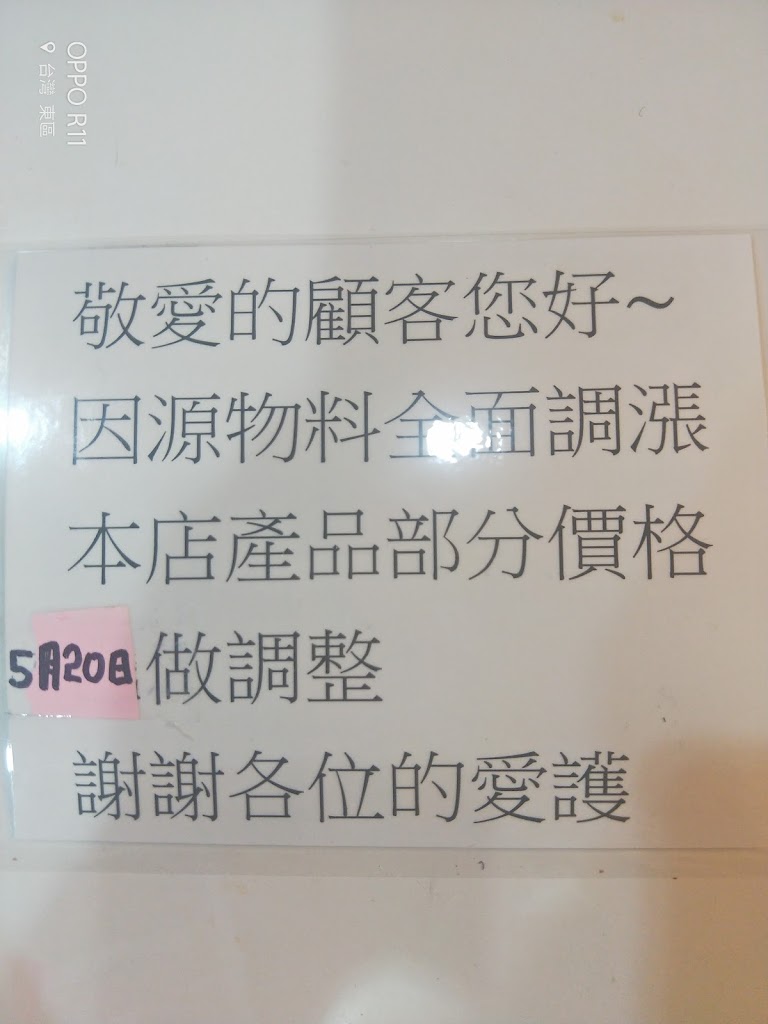 OPPO R11
台灣 東區
敬愛的顧客您好~
因源物料全面調漲
本店產品部分價格
5月20日做調整
謝謝各位的愛護